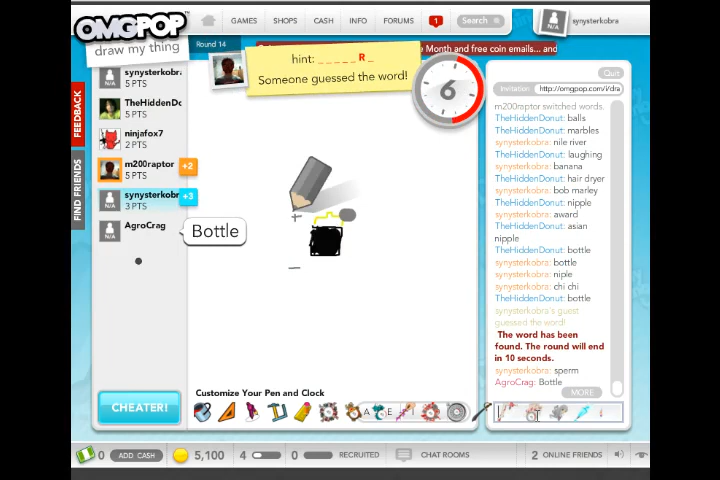 OMGPOP
draw my thing
GAMES
SHOPS
CASH
INFO
FORUMS
1
Search
synysterkobra
Round 14
e Month and free coin emails... and
hint: _ _ _ _ _ R _
Someone guessed the word!
6
FEEDBACK
FIND FRIENDS
N/A
synysterkobra
5 PTS
TheHiddenDo
5 PTS
ninjafox7
2 PTS
m200raptor
5 PTS
+2
N/A
synysterkobr
3 PTS
+3
N/A
AgroCrag
Bottle
CHEATER!
Customize Your Pen and Clock
A
E
Quit
Invitation:
http://omgpop.com/i/dra
m200raptor switched words.
TheHiddenDonut: balls
TheHiddenDonut: marbles
synysterkobra: nile river
TheHiddenDonut: laughing
synysterkobra: banana
TheHiddenDonut: hair dryer
synysterkobra: bob marley
TheHiddenDonut: nipple
synysterkobra: award
TheHiddenDonut: asian
nipple
TheHiddenDonut: bottle
synysterkobra: bottle
synysterkobra: niple
synysterkobra: chi chi
TheHiddenDonut: bottle
synysterkobra's guest
guessed the word!
The word has been
found. The round will end
in 10 seconds.
synysterkobra: sperm
AgroCrag: Bottle
MORE
0
ADD CASH
5,100
4
0
RECRUITED
CHAT ROOMS
2 ONLINE FRIENDS